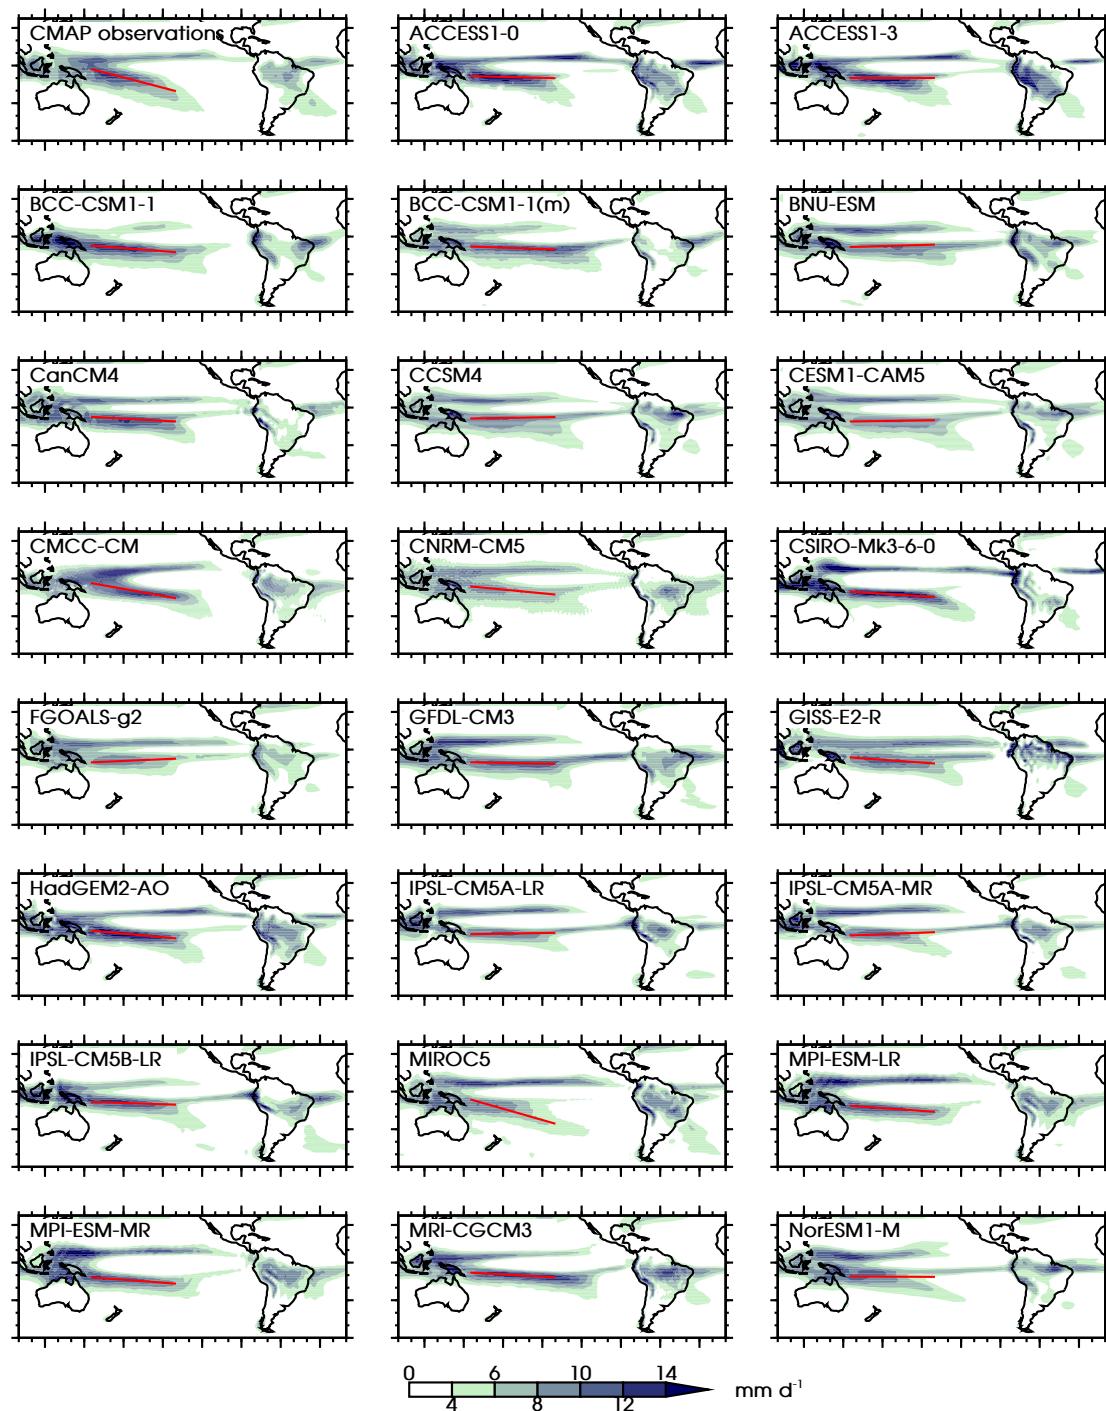 CMAP observations
ACCESS1-0
ACCESS1-3
BCC-CSM1-1
BCC-CSM1-1(m)
BNU-ESM
CanCM4
CCSM4
CESM1-CAM5
CMCC-CM
CNRM-CM5
CSIRO-Mk3-6-0
FGOALS-g2
GFDL-CM3
GISS-E2-R
HadGEM2-AO
IPSL-CM5A-LR
IPSL-CM5A-MR
IPSL-CM5B-LR
MIROC5
MPI-ESM-LR
MPI-ESM-MR
MRI-CGCM3
NorESM1-M
0 6 10 14
4 8 12
mm d⁻¹